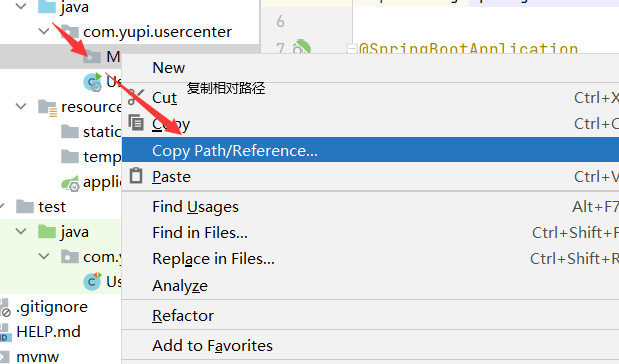 java
com.yupi.usercenter
M
Us
resource
static
temp
applic
test
java
com.y
Us
.gitignore
HELP.md
mvnw
6
7
@SpringBootApplication
New
Cut
Ctrl+X
复制相对路径
Copy
Ctrl+C
Copy Path/Reference...
Paste
Ctrl+V
Find Usages
Alt+F7
Find in Files...
Ctrl+Shift+F
Replace in Files...
Ctrl+Shift+R
Analyze
Refactor
Add to Favorites